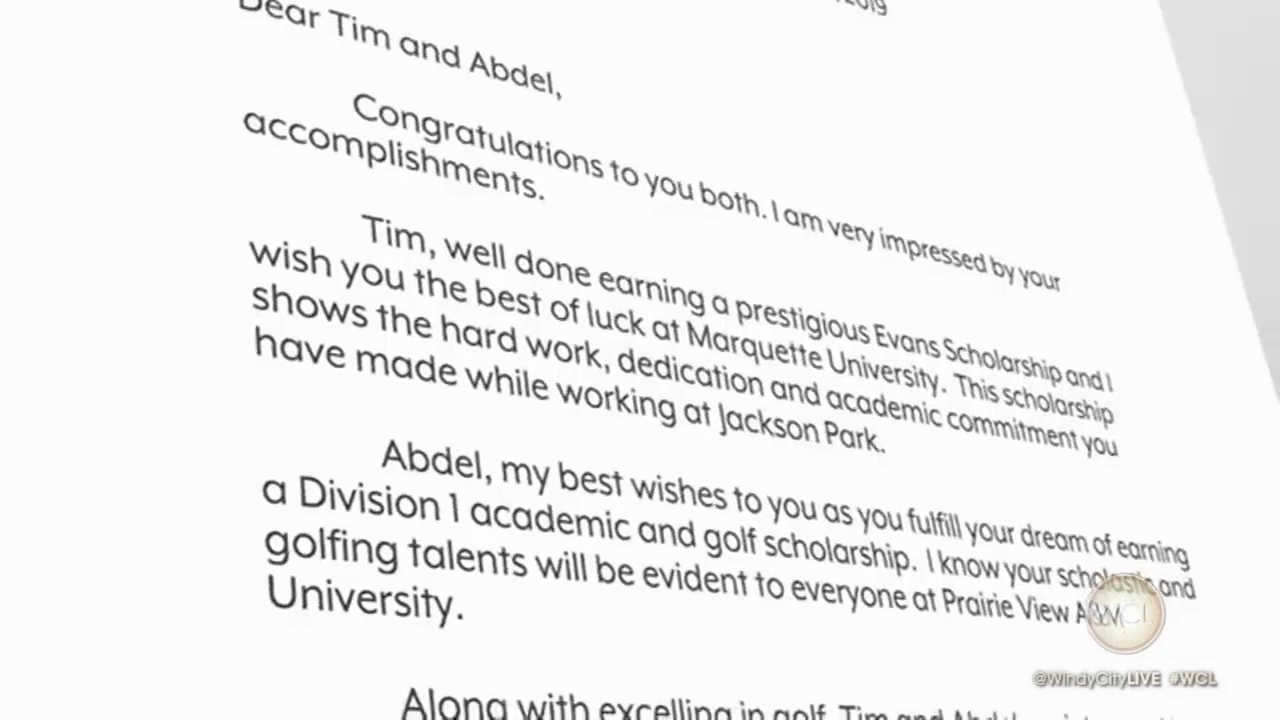 2019
Dear Tim and Abdel,
Congratulations to you both. I am very impressed by your
accomplishments.
Tim, well done earning a prestigious Evans Scholarship and I
wish you the best of luck at Marquette University. This scholarship
shows the hard work, dedication and academic commitment you
have made while working at Jackson Park.
Abdel, my best wishes to you as you fulfill your dream of earning
a Division 1 academic and golf scholarship. I know your scholastic and
golfing talents will be evident to everyone at Prairie View A&M
University.
Along with excelling in golf, Tim and
WCL
@WindyCityLIVE #WCL